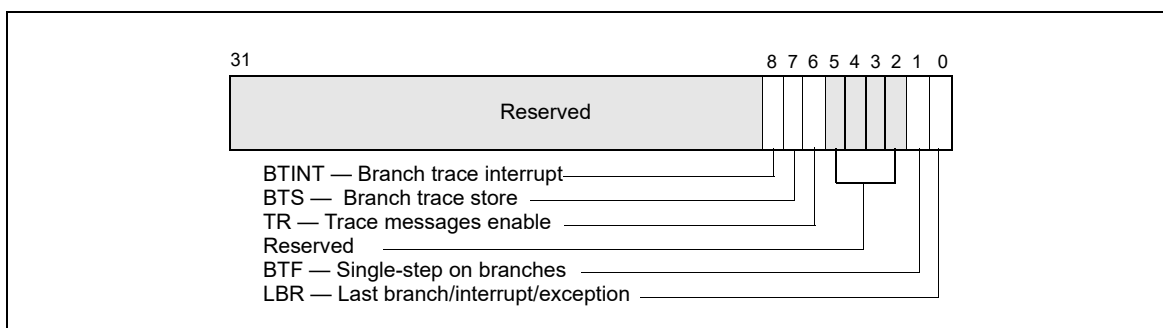 31 8 7 6 5 4 3 2 1 0
Reserved
BTINT — Branch trace interrupt
BTS — Branch trace store
TR — Trace messages enable
Reserved
BTF — Single-step on branches
LBR — Last branch/interrupt/exception